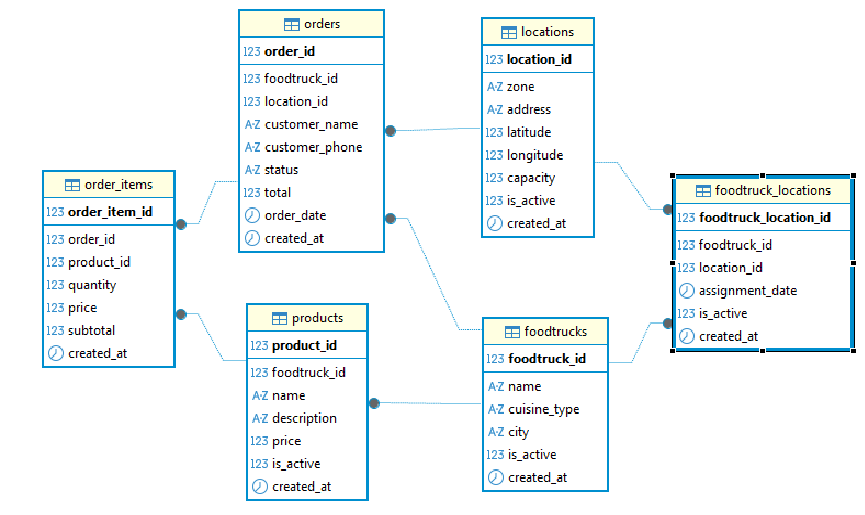 orders
123 order_id
123 foodtruck_id
123 location_id
A-Z customer_name
A-Z customer_phone
A-Z status
123 total
order_date
created_at
locations
123 location_id
A-Z zone
A-Z address
123 latitude
123 longitude
123 capacity
123 is_active
created_at
order_items
123 order_item_id
123 order_id
123 product_id
123 quantity
123 price
123 subtotal
created_at
foodtruck_locations
123 foodtruck_location_id
123 foodtruck_id
123 location_id
assignment_date
123 is_active
created_at
products
123 product_id
123 foodtruck_id
A-Z name
A-Z description
123 price
123 is_active
created_at
foodtrucks
123 foodtruck_id
A-Z name
A-Z cuisine_type
A-Z city
123 is_active
created_at